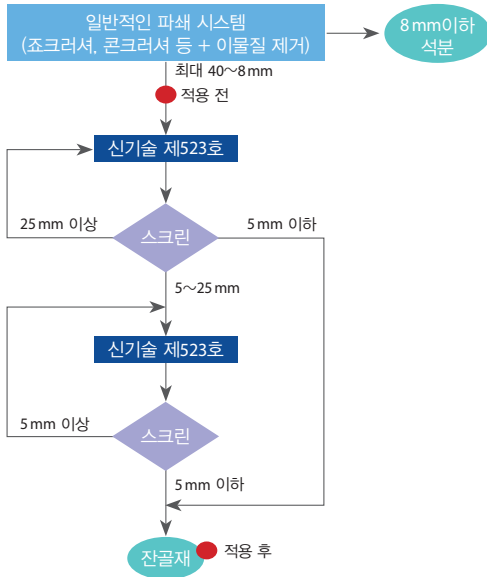 일반적인 파쇄 시스템
(죠크러셔, 콘크러셔 등 + 이물질 제거)
8mm이하
석분
최대 40～8mm
적용 전
신기술 제523호
25mm 이상
스크린
5mm 이하
5～25mm
신기술 제523호
5mm 이상
스크린
5mm 이하
잔골재
적용 후